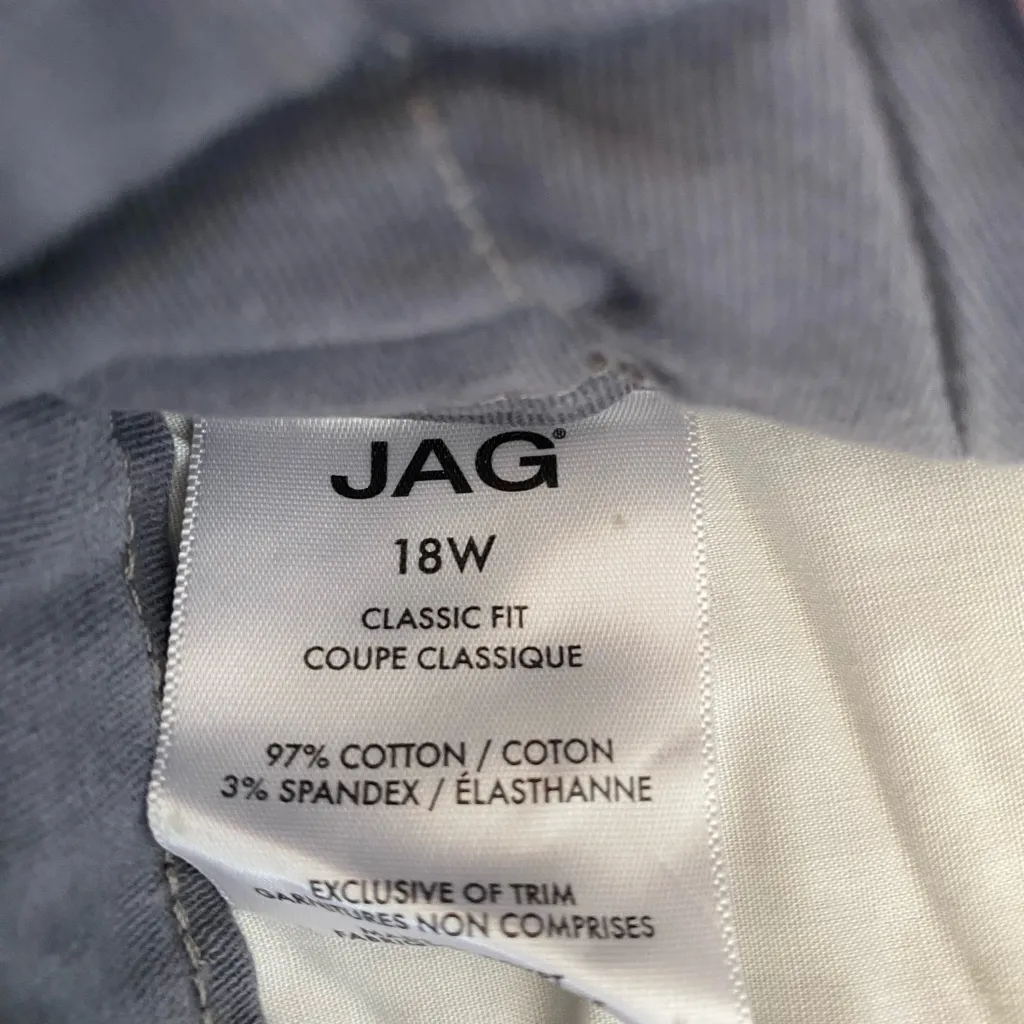 JAG®
18W
CLASSIC FIT
COUPE CLASSIQUE
97% COTTON / COTON
3% SPANDEX / ÉLASTHANNE
EXCLUSIVE OF TRIM
GARNITURES NON COMPRISES